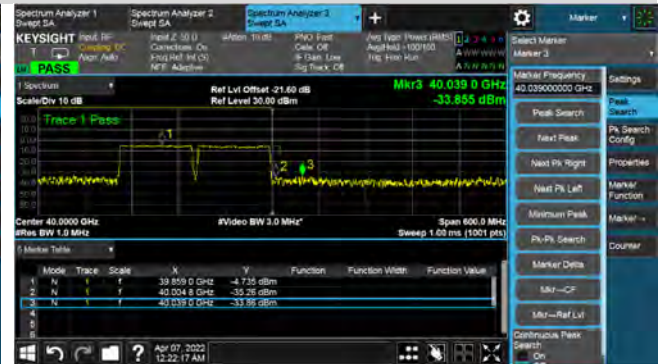 Spectrum Analyzer 1
Swept SA
Spectrum Analyzer 2
Swept SA
Spectrum Analyzer 3
Swept SA
Marker
KEYSIGHT
Input: RF
Coupling: DC
Align: Auto
Input Z: 50 Ω
Corrections: On
Freq Ref: Int (S)
NFE: Adaptive
#Atten: 10 dB
PNO: Fast
Gate: Off
IF Gain: Low
Sig Track: Off
Avg Type: Power (RMS)
Avg|Hold: >100/100
Trig: Free Run
PASS
Select Marker
Marker 3
1 Spectrum
Scale/Div 10 dB
Ref Lvl Offset -21.60 dB
Ref Level 30.00 dBm
Mkr3 40.039 0 GHz
-33.855 dBm
Trace 1 Pass
1
2
3
Center 40.0000 GHz
#Res BW 1.0 MHz
#Video BW 3.0 MHz*
Span 600.0 MHz
Sweep 1.00 ms (1001 pts)
5 Marker Table
Mode Trace Scale X Y Function Function Width Function Value
1 N 1 f 39.859 0 GHz -4.735 dBm
2 N 1 f 40.004 8 GHz -35.26 dBm
3 N 1 f 40.039 0 GHz -33.86 dBm
4
5
6
Marker Frequency
40.039000000 GHz
Peak Search
Next Peak
Next Pk Right
Next Pk Left
Minimum Peak
Pk-Pk Search
Marker Delta
Mkr→CF
Mkr→Ref Lvl
Continuous Peak
Search
On
Settings
Peak
Search
Pk Search
Config
Properties
Marker
Function
Marker→
Counter
Apr 07, 2022
12:22:17 AM